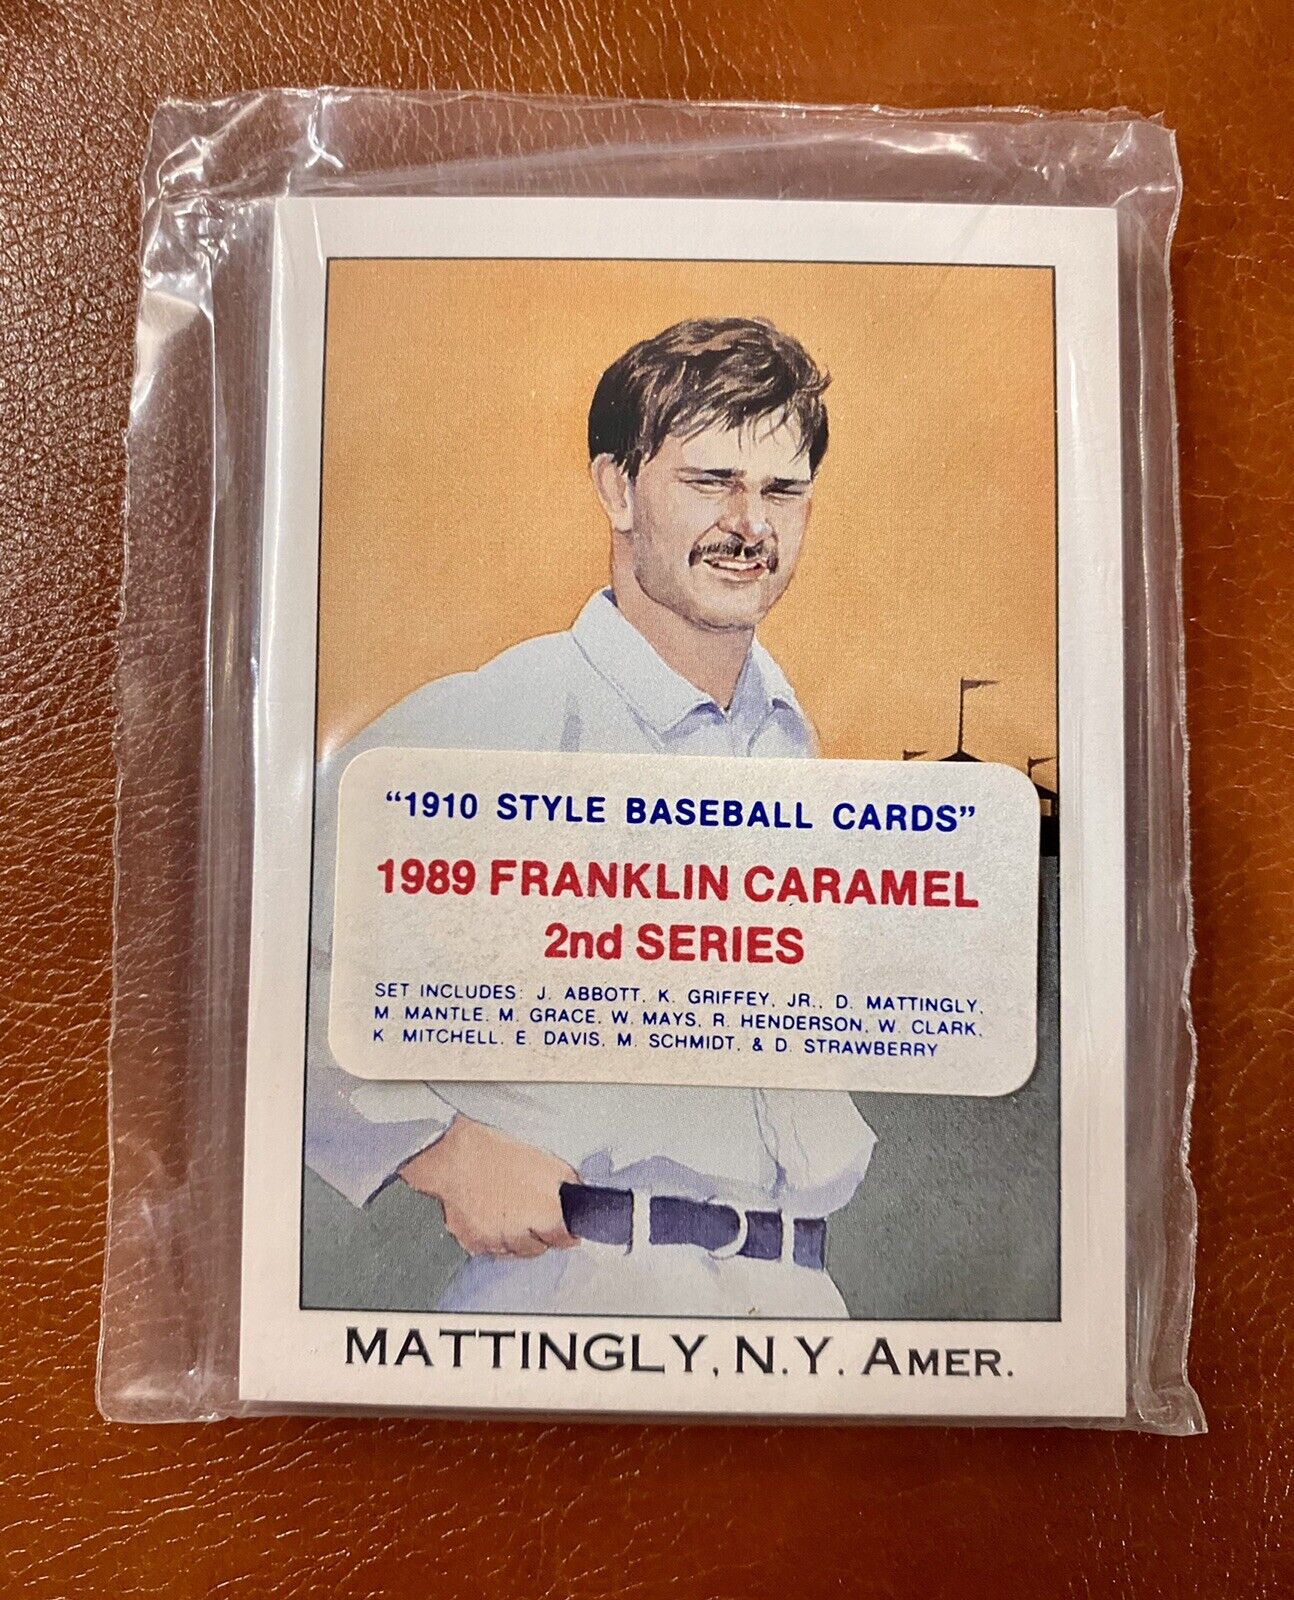 “1910 STYLE BASEBALL CARDS”
1989 FRANKLIN CARAMEL
2nd SERIES
SET INCLUDES: J. ABBOTT, K. GRIFFEY, JR., D. MATTINGLY,
M. MANTLE, M. GRACE, W. MAYS, R. HENDERSON, W. CLARK,
K. MITCHELL, E. DAVIS, M. SCHMIDT, & D. STRAWBERRY
MATTINGLY, N.Y. AMER.